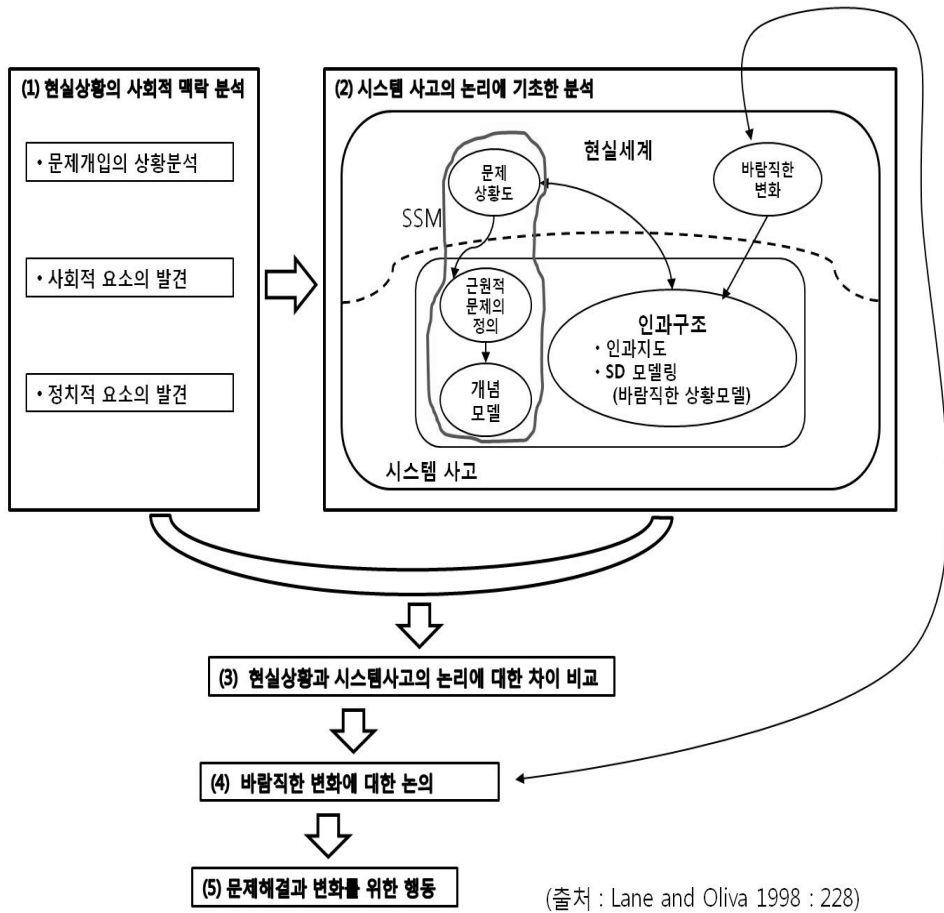 (1) 현실상황의 사회적 맥락 분석
• 문제개입의 상황분석
• 사회적 요소의 발견
• 정치적 요소의 발견
(2) 시스템 사고의 논리에 기초한 분석
현실세계
문제
상황도
바람직한
변화
SSM
근원적
문제의
정의
개념
모델
인과구조
• 인과지도
• SD 모델링
(바람직한 상황모델)
시스템 사고
(3) 현실상황과 시스템사고의 논리에 대한 차이 비교
(4) 바람직한 변화에 대한 논의
(5) 문제해결과 변화를 위한 행동
(출처 : Lane and Oliva 1998 : 228)